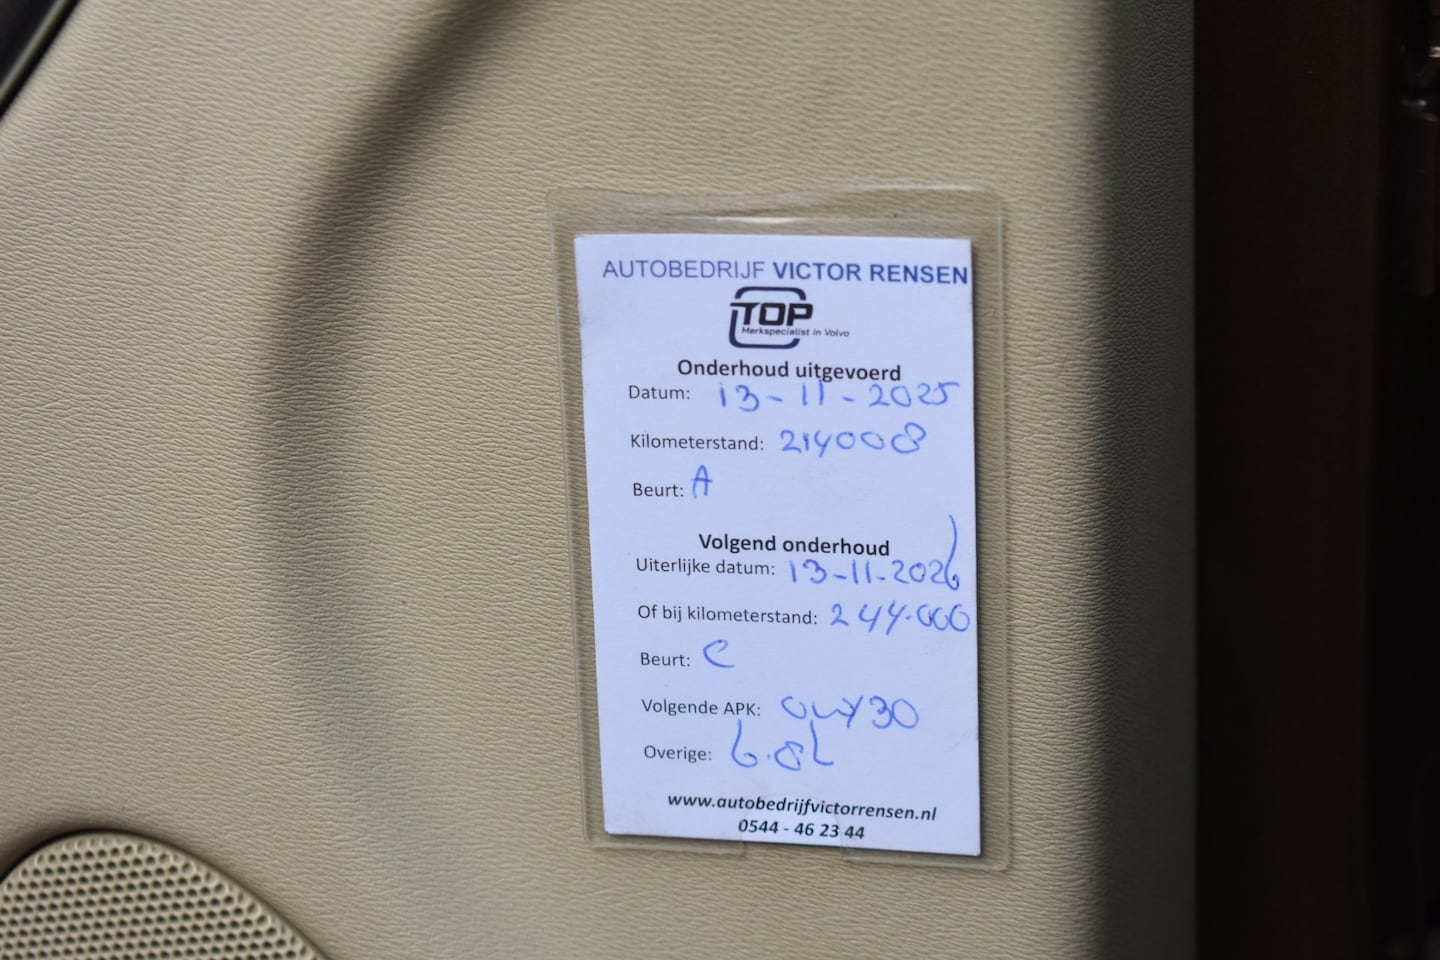 AUTOBEDRIJF VICTOR RENSEN
TOP
Merkspecialist in Volvo
Onderhoud uitgevoerd
Datum: 13-11-2025
Kilometerstand: 214008
Beurt: A
Volgend onderhoud
Uiterlijke datum: 13-11-2026
Of bij kilometerstand: 244.000
Beurt: C
Volgende APK:
Overige:
www.autobedrijfvictorrensen.nl
0544 - 46 23 44